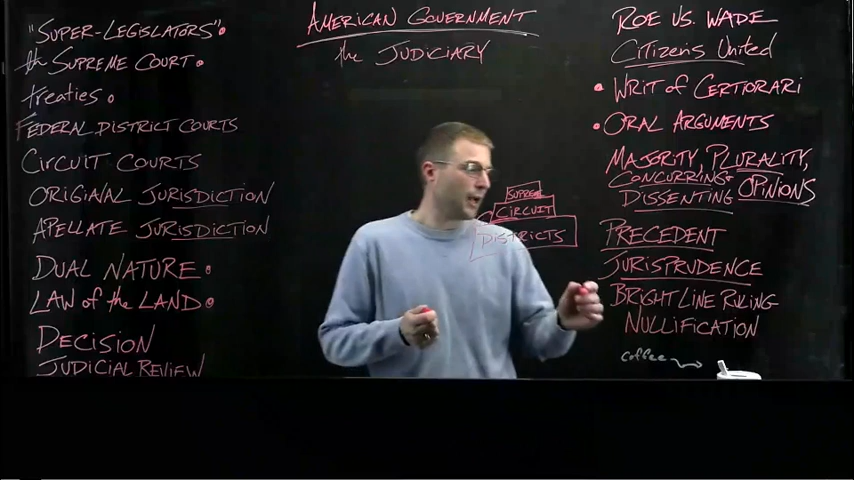 AMERICAN GOVERNMENT
the JUDICIARY
"SUPER-LEGISLATORS"
the SUPREME COURT
treaties
FEDERAL DISTRICT COURTS
CIRCUIT COURTS
ORIGINAL JURISDICTION
APELLATE JURISDICTION
DUAL NATURE
LAW of the LAND
DECISION
JUDICIAL REVIEW
SUPREME
CIRCUIT
DISTRICTS
ROE VS. WADE
Citizens United
WRIT of CERTIORARI
ORAL ARGUMENTS
MAJORITY, PLURALITY,
CONCURRING +
DISSENTING OPINIONS
PRECEDENT
JURISPRUDENCE
BRIGHT LINE RULING
NULLIFICATION
coffee